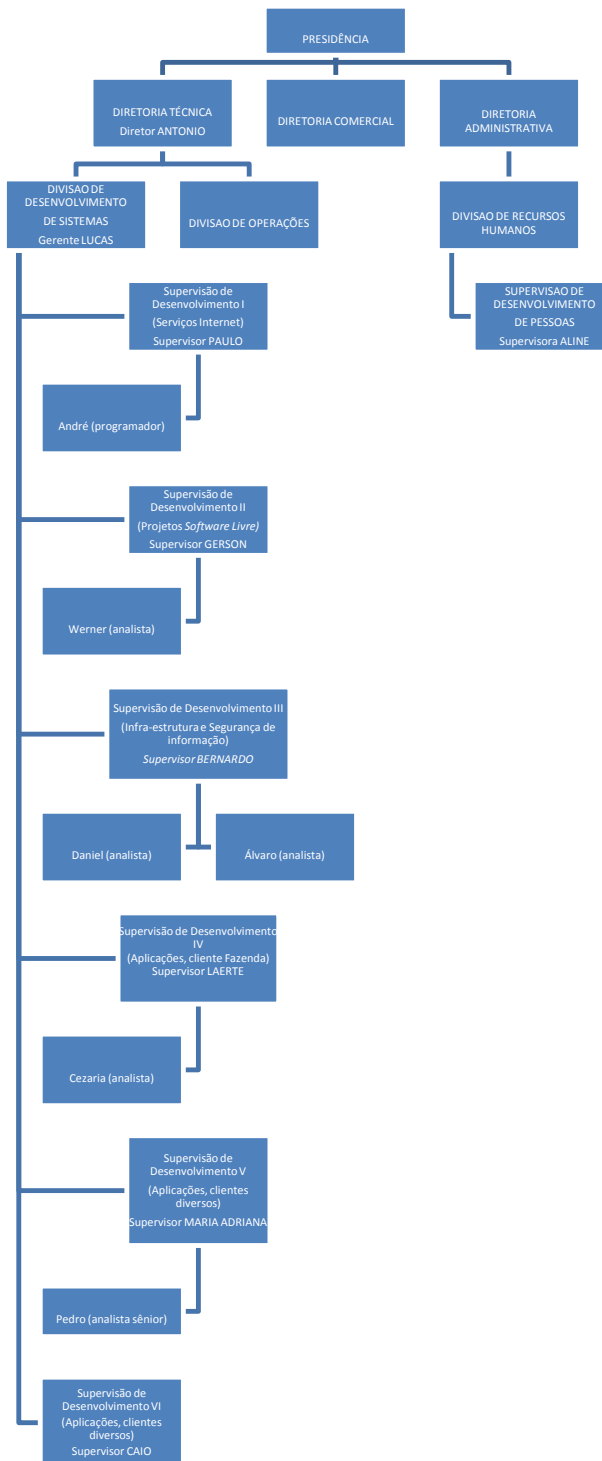 PRESIDÊNCIA
DIRETORIA TÉCNICA
Diretor ANTONIO
DIRETORIA COMERCIAL
DIRETORIA
ADMINISTRATIVA
DIVISAO DE
DESENVOLVIMENTO
DE SISTEMAS
Gerente LUCAS
DIVISAO DE OPERAÇÕES
DIVISAO DE RECURSOS
HUMANOS
Supervisão de
Desenvolvimento I
(Serviços Internet)
Supervisor PAULO
SUPERVISAO DE
DESENVOLVIMENTO
DE PESSOAS
Supervisora ALINE
André (programador)
Supervisão de
Desenvolvimento II
(Projetos Software Livre)
Supervisor GERSON
Werner (analista)
Supervisão de Desenvolvimento III
(Infra-estrutura e Segurança de
informação)
Supervisor BERNARDO
Daniel (analista)
Álvaro (analista)
Supervisão de Desenvolvimento
IV
(Aplicações, cliente Fazenda)
Supervisor LAERTE
Cezaria (analista)
Supervisão de
Desenvolvimento V
(Aplicações, clientes
diversos)
Supervisor MARIA ADRIANA
Pedro (analista sênior)
Supervisão de
Desenvolvimento VI
(Aplicações, clientes
diversos)
Supervisor CAIO